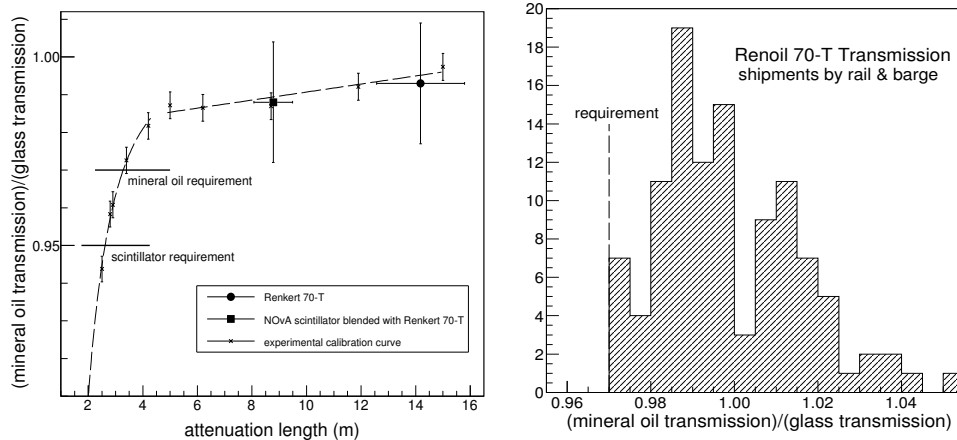 (mineral oil transmission)/(glass transmission)
1.00
0.95
mineral oil requirement
scintillator requirement
Renkert 70-T
NOvA scintillator blended with Renkert 70-T
experimental calibration curve
2 4 6 8 10 12 14 16
attenuation length (m)
20
18
16
14
12
10
8
6
4
2
0
Renoil 70-T Transmission
shipments by rail & barge
requirement
0.96 0.98 1.00 1.02 1.04
(mineral oil transmission)/(glass transmission)